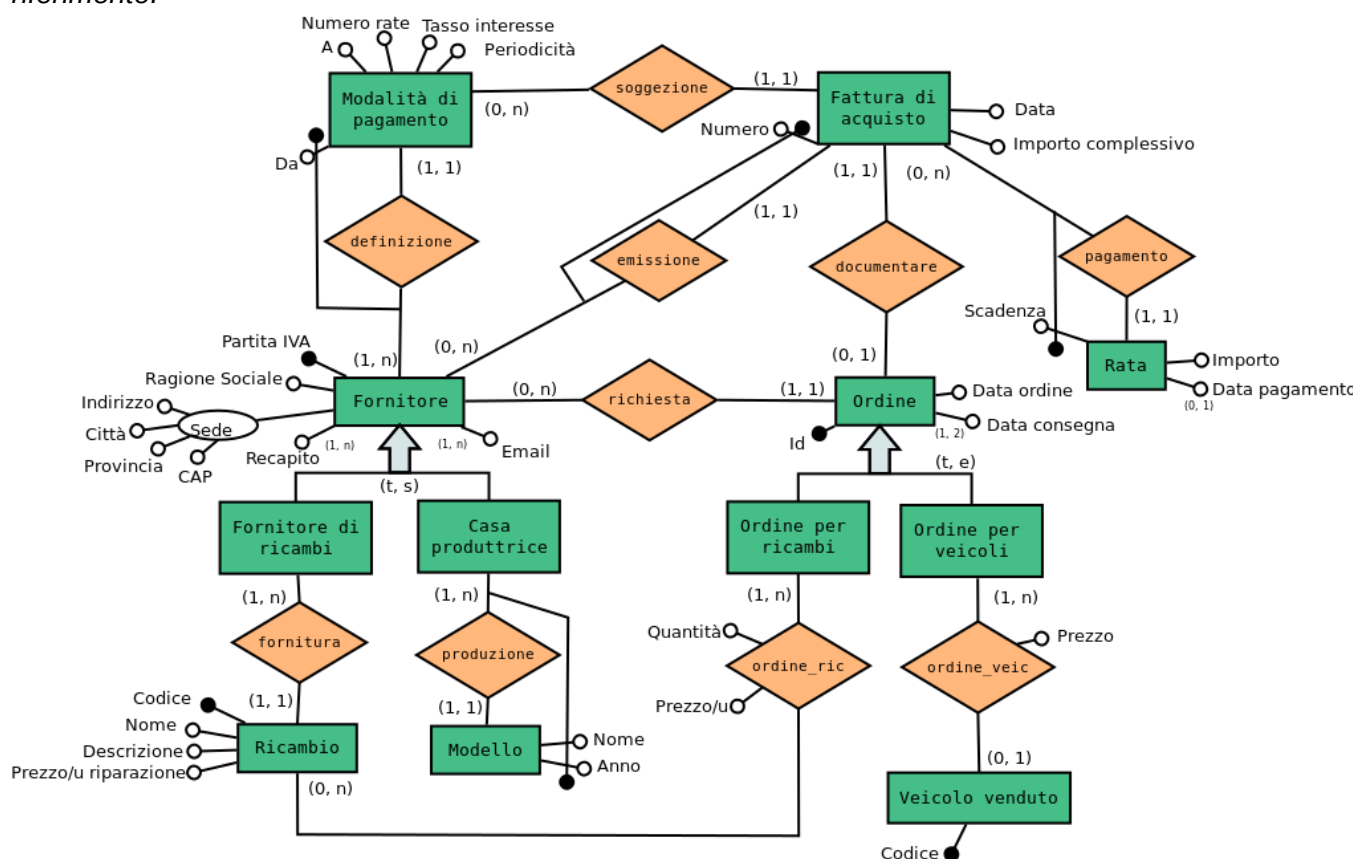 riferimento.
Numero rate
Tasso interesse
A
Periodicità
Modalità di
pagamento
(0, n)
soggezione
(1, 1)
Fattura di
acquisto
Data
Numero
Importo complessivo
Da
(1, 1)
(1, 1)
(0, n)
(1, 1)
definizione
emissione
documentare
pagamento
Scadenza
(1, 1)
Partita IVA
(1, n)
(0, n)
(0, 1)
Rata
Importo
Data pagamento
(0, 1)
Ragione Sociale
Fornitore
(0, n)
richiesta
(1, 1)
Ordine
Data ordine
Indirizzo
Sede
Città
Provincia
CAP
Recapito
(1, n)
(1, n)
Email
Id
(1, 2)
Data consegna
(t, s)
(t, e)
Fornitore di
ricambi
Casa
produttrice
Ordine per
ricambi
Ordine per
veicoli
(1, n)
(1, n)
(1, n)
(1, n)
fornitura
produzione
Quantità
ordine_ric
ordine_veic
Prezzo
Prezzo/u
Codice
(1, 1)
(1, 1)
Nome
Ricambio
Descrizione
Prezzo/u riparazione
(0, n)
Modello
Nome
Anno
(0, 1)
Veicolo venduto
Codice